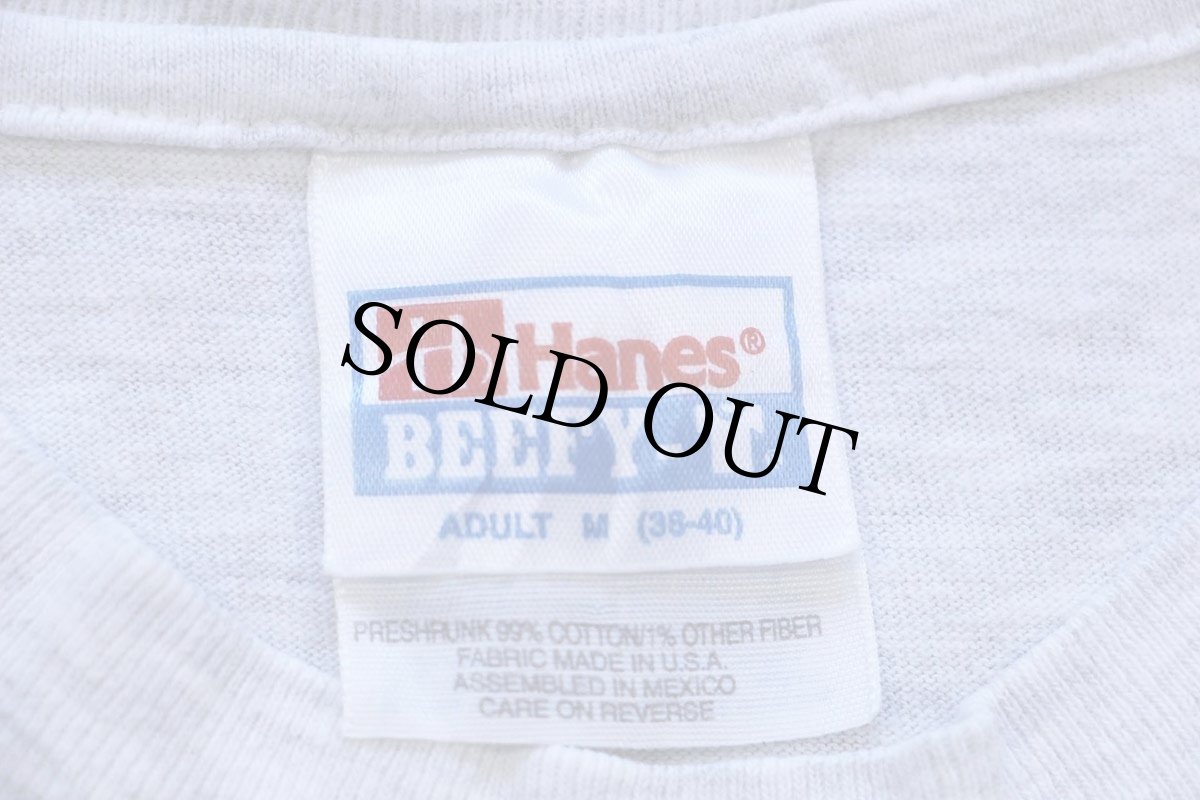 Hanes®
BEEFY-T
SOLD OUT
ADULT M (38-40)
PRESHRUNK 99% COTTON/1% OTHER FIBER
FABRIC MADE IN U.S.A.
ASSEMBLED IN MEXICO
CARE ON REVERSE